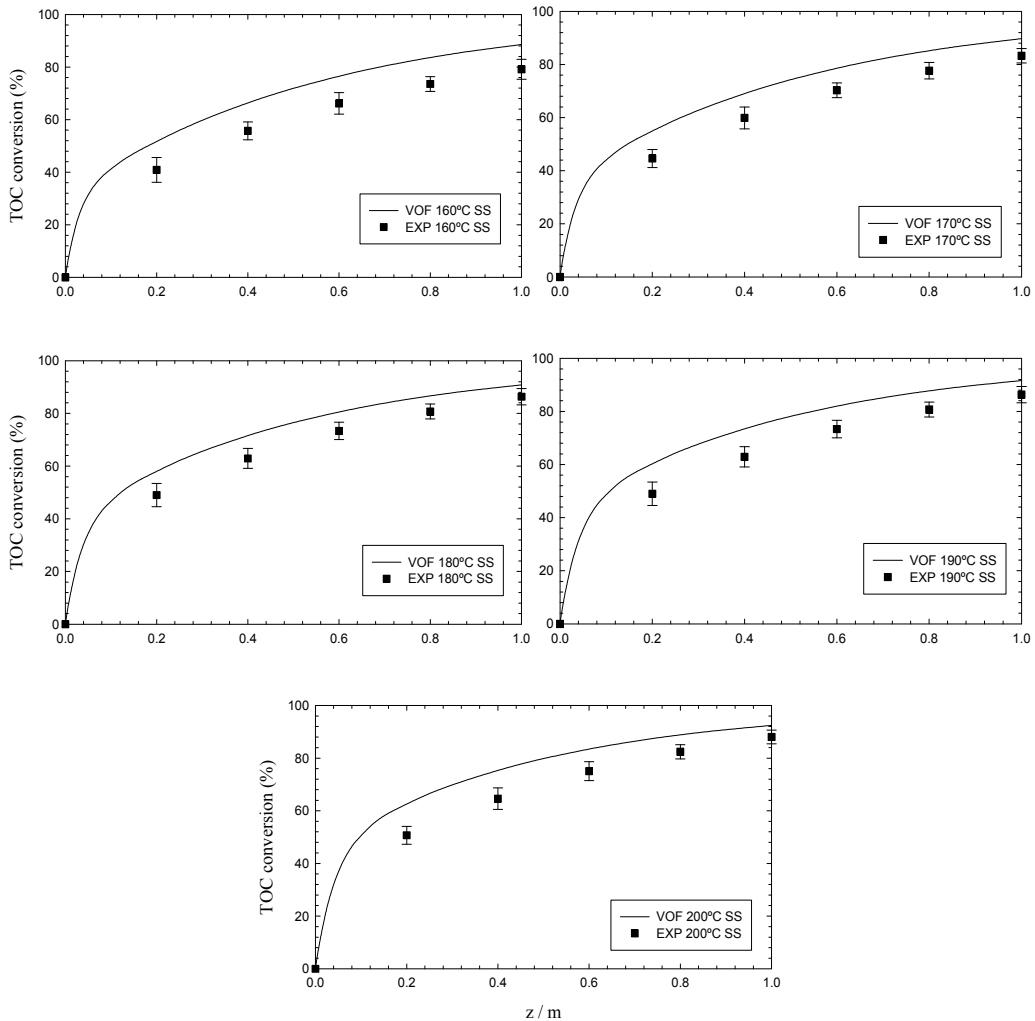 TOC conversion (%)
100
80
60
40
20
0
VOF 160ºC SS
EXP 160ºC SS
0.0 0.2 0.4 0.6 0.8 1.0
100
80
60
40
20
0
VOF 170ºC SS
EXP 170ºC SS
0.0 0.2 0.4 0.6 0.8 1.0
TOC conversion (%)
100
80
60
40
20
0
VOF 180ºC SS
EXP 180ºC SS
0.0 0.2 0.4 0.6 0.8 1.0
100
80
60
40
20
0
VOF 190ºC SS
EXP 190ºC SS
0.0 0.2 0.4 0.6 0.8 1.0
TOC conversion (%)
100
80
60
40
20
0
VOF 200ºC SS
EXP 200ºC SS
0.0 0.2 0.4 0.6 0.8 1.0
z / m